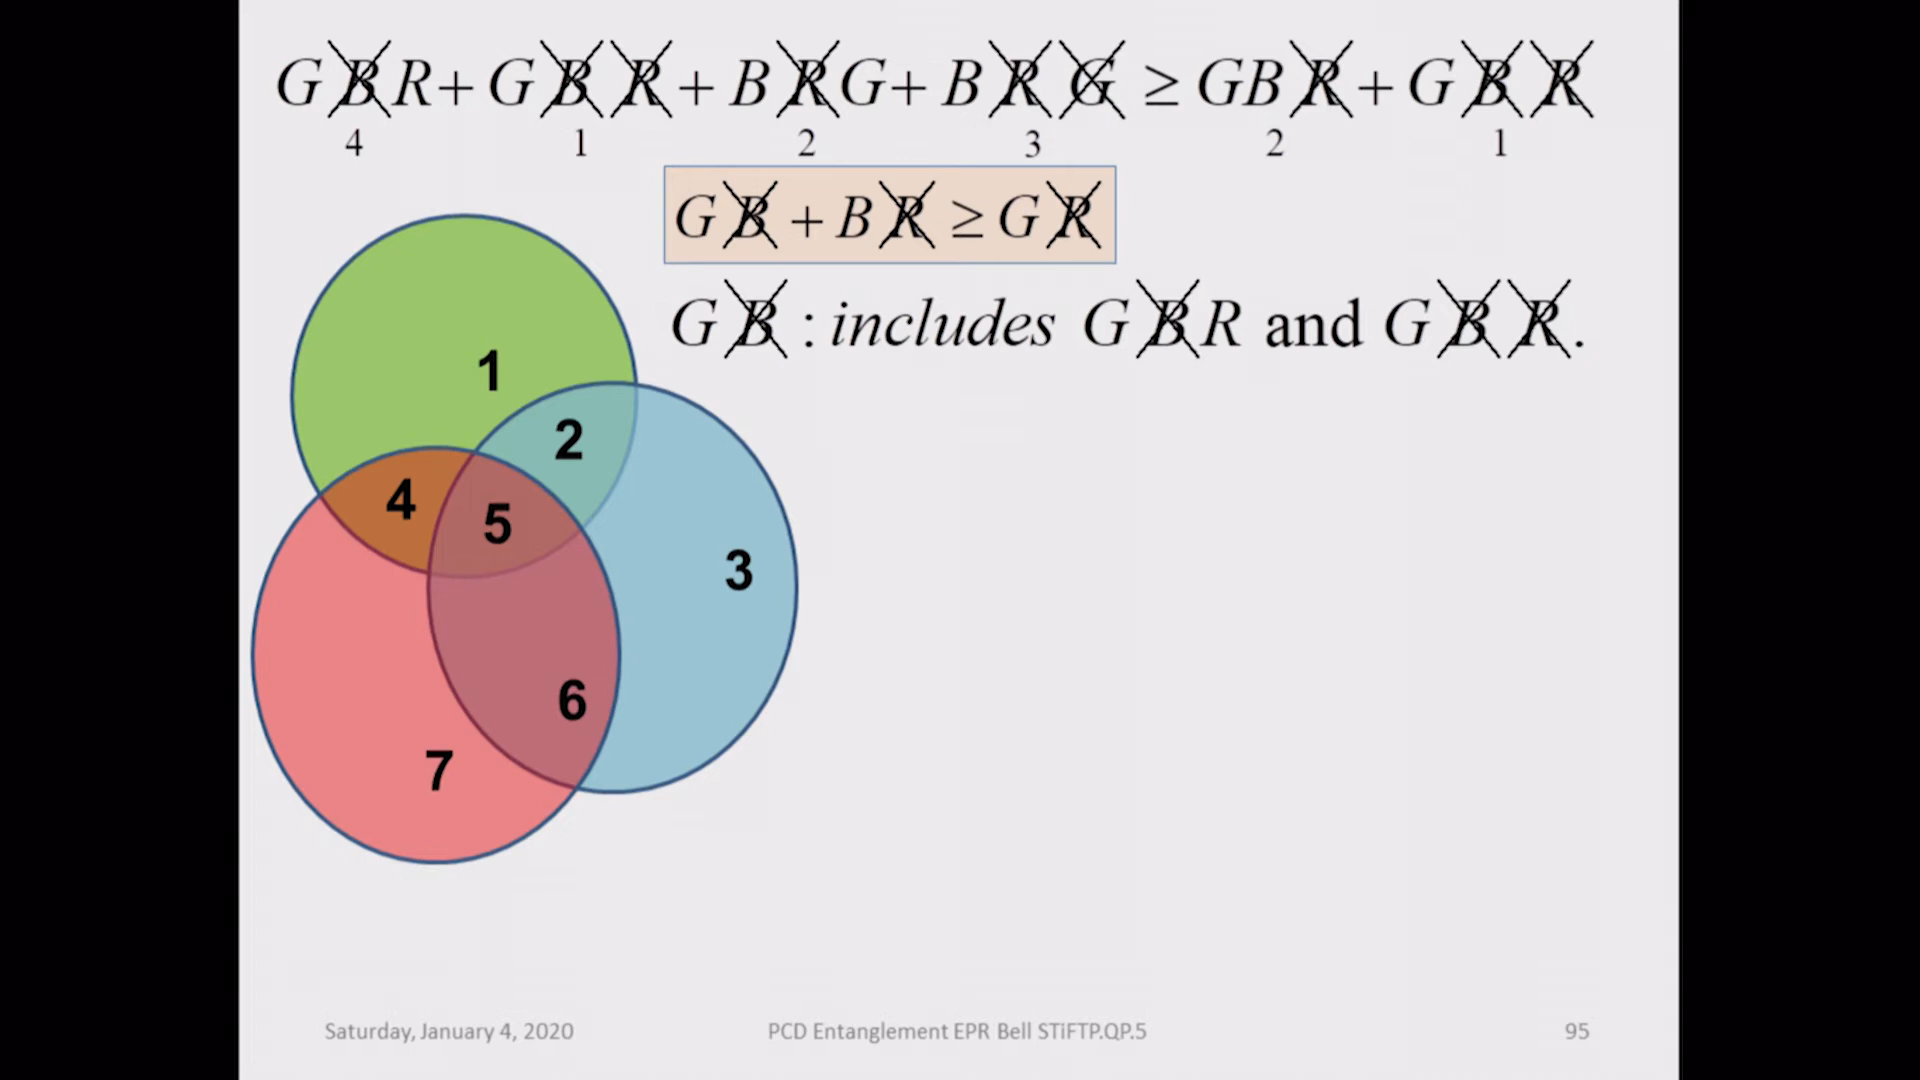 G B̸ R + G B̸ R̸ + B R̸ G + B R̸ G̸ ≥ GB R̸ + G B̸ R̸
4 1 2 3 2 1
G B̸ + B R̸ ≥ G R̸
G B̸ : includes G B̸ R and G B̸ R̸.
1
2
4
5
3
6
7
Saturday, January 4, 2020 PCD Entanglement EPR Bell STiFTP.QP.5 95